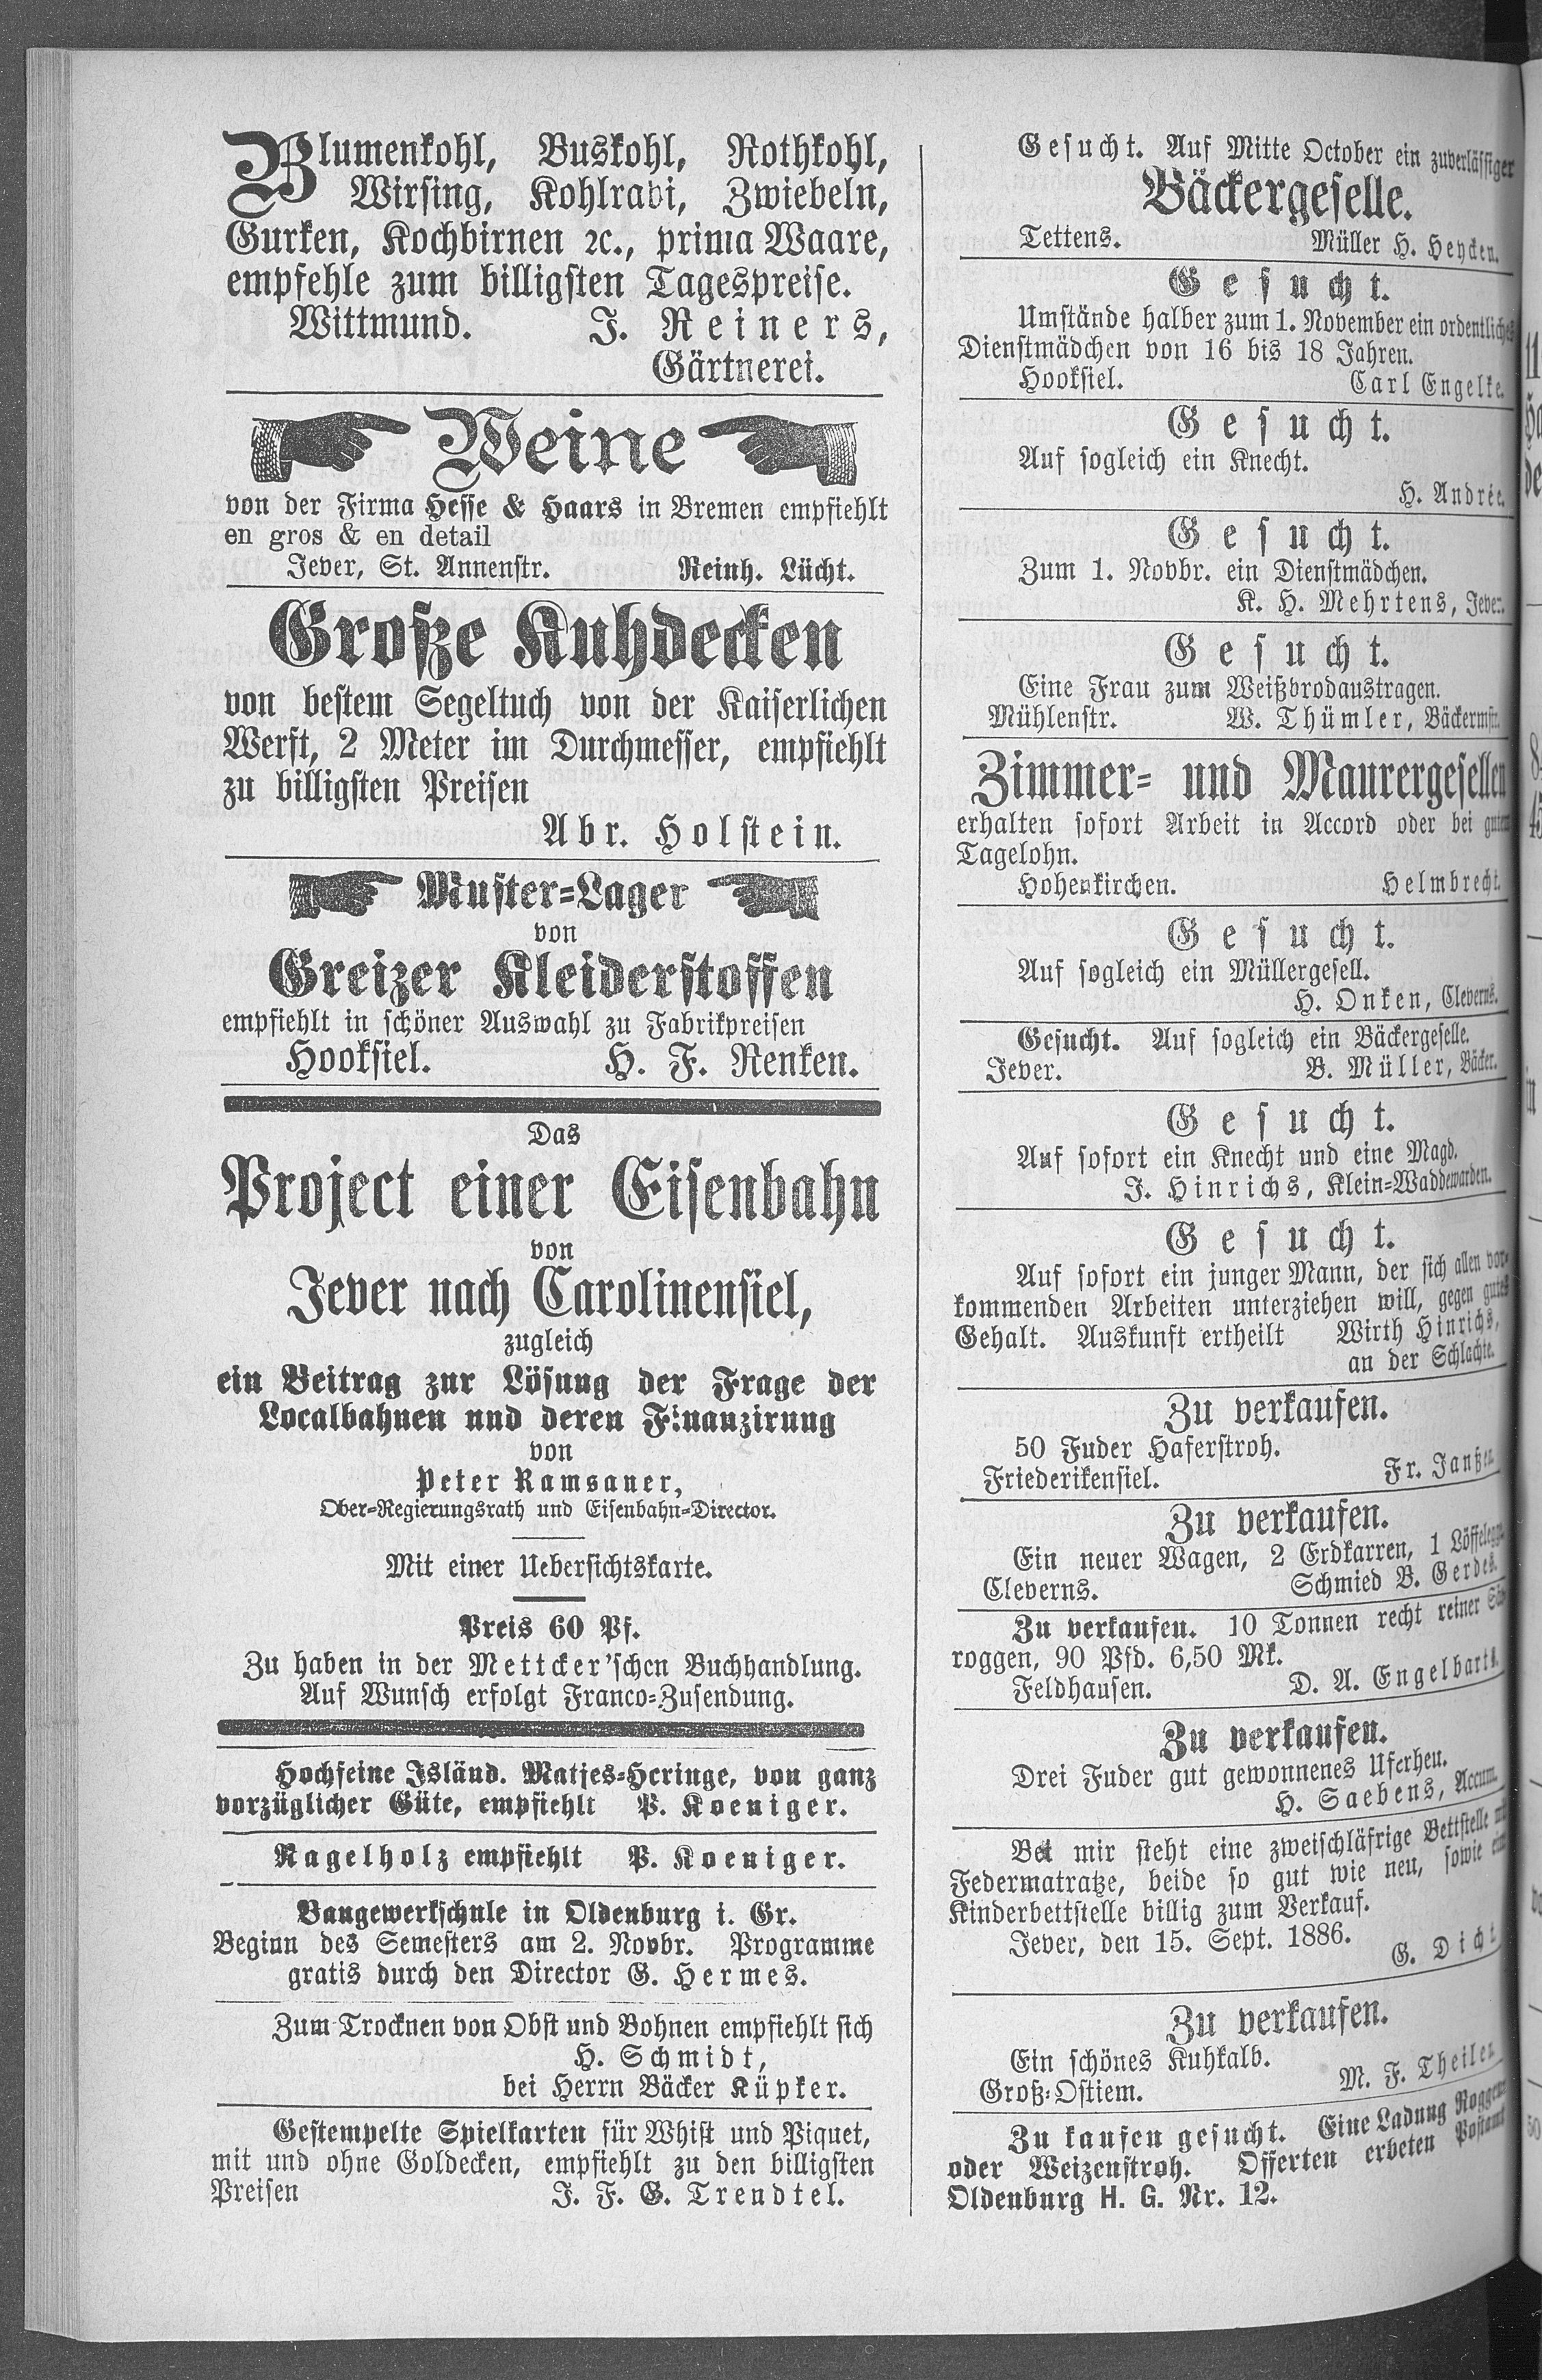 Blumenkohl, Buskohl, Rothkohl,
Wirsing, Kohlrabi, Zwiebeln,
Gurken, Kochbirnen ꝛc., prima Waare,
empfehle zum billigsten Tagespreise.
Wittmund. J. Reiners,
Gärtnerei.
Weine
von der Firma Hesse & Haars in Bremen empfiehlt
en gros & en detail
Jever, St. Annenstr. Reinh. Lücht.
Große Kuhdecken
von bestem Segeltuch von der Kaiserlichen
Werft, 2 Meter im Durchmesser, empfiehlt
zu billigsten Preisen
Abr. Holstein.
Muster-Lager
von
Greizer Kleiderstoffen
empfiehlt in schöner Auswahl zu Fabrikpreisen
Hooksiel. H. F. Renken.
Das
Project einer Eisenbahn
von
Jever nach Carolinensiel,
zugleich
ein Beitrag zur Lösung der Frage der
Localbahnen und deren Finanzirung
von
Peter Ramsauer,
Ober-Regierungsrath und Eisenbahn-Director.
Mit einer Uebersichtskarte.
Preis 60 Pf.
Zu haben in der Mettcker'schen Buchhandlung.
Auf Wunsch erfolgt Franco-Zusendung.
Hochfeine Isländ. Matjes-Heringe, von ganz
vorzüglicher Güte, empfiehlt P. Koeniger.
Nagelholz empfiehlt P. Koeniger.
Baugewerkschule in Oldenburg i. Gr.
Beginn des Semesters am 2. Novbr. Programme
gratis durch den Director G. Hermes.
Zum Trocknen von Obst und Bohnen empfiehlt sich
H. Schmidt,
bei Herrn Bäcker Küpker.
Gestempelte Spielkarten für Whist und Piquet,
mit und ohne Goldecken, empfiehlt zu den billigsten
Preisen J. F. G. Trendtel.
Gesucht. Auf Mitte October ein zuverlässiger
Bäckergeselle.
Tettens. Müller H. Heyden.
Gesucht.
Umstände halber zum 1. November ein ordentliches
Dienstmädchen von 16 bis 18 Jahren.
Hooksiel. Carl Engelke.
Gesucht.
Auf sogleich ein Knecht.
H. Andrée.
Gesucht.
Zum 1. Novbr. ein Dienstmädchen.
K. H. Mehrtens, Jever.
Gesucht.
Eine Frau zum Weißbrodaustragen.
Mühlenstr. W. Thümler, Bäckermstr.
Zimmer- und Maurergesellen
erhalten sofort Arbeit in Accord oder bei gutem
Tagelohn.
Hohenkirchen. Helmbrecht.
Gesucht.
Auf sogleich ein Müllergesell.
H. Onken, Cleverns.
Gesucht. Auf sogleich ein Bäckergeselle.
Jever. B. Müller, Bäcker.
Gesucht.
Auf sofort ein Knecht und eine Magd.
J. Hinrichs, Klein-Waddewarden.
Gesucht.
Auf sofort ein junger Mann, der sich allen vor-
kommenden Arbeiten unterziehen will, gegen gutes
Gehalt. Auskunft ertheilt Wirth Hinrichs,
an der Schlachte.
Zu verkaufen.
50 Fuder Haferstroh.
Friederikensiel. Fr. Janßen.
Zu verkaufen.
Ein neuer Wagen, 2 Erdkarren, 1
Cleverns. Schmied B. Gerdes.
Zu verkaufen. 10 Tonnen recht reiner
roggen, 90 Pfd. 6,50 Mk.
Feldhausen. D. A. Engelbarts.
Zu verkaufen.
Drei Fuder gut gewonnenes Uferheu.
H. Saebens, Accum.
Bei mir steht eine zweischläfrige Bettstelle mit
Federmatratze, beide so gut wie neu, sowie eine
Kinderbettstelle billig zum Verkauf.
Jever, den 15. Sept. 1886.
G.
Zu verkaufen.
Ein schönes Kuhkalb.
Groß-Ostiem. M. F. Theilen.
Zu kaufen gesucht. Eine Ladung Roggen-
oder Weizenstroh. Offerten erbeten Postamt
Oldenburg H. G. Nr. 12.